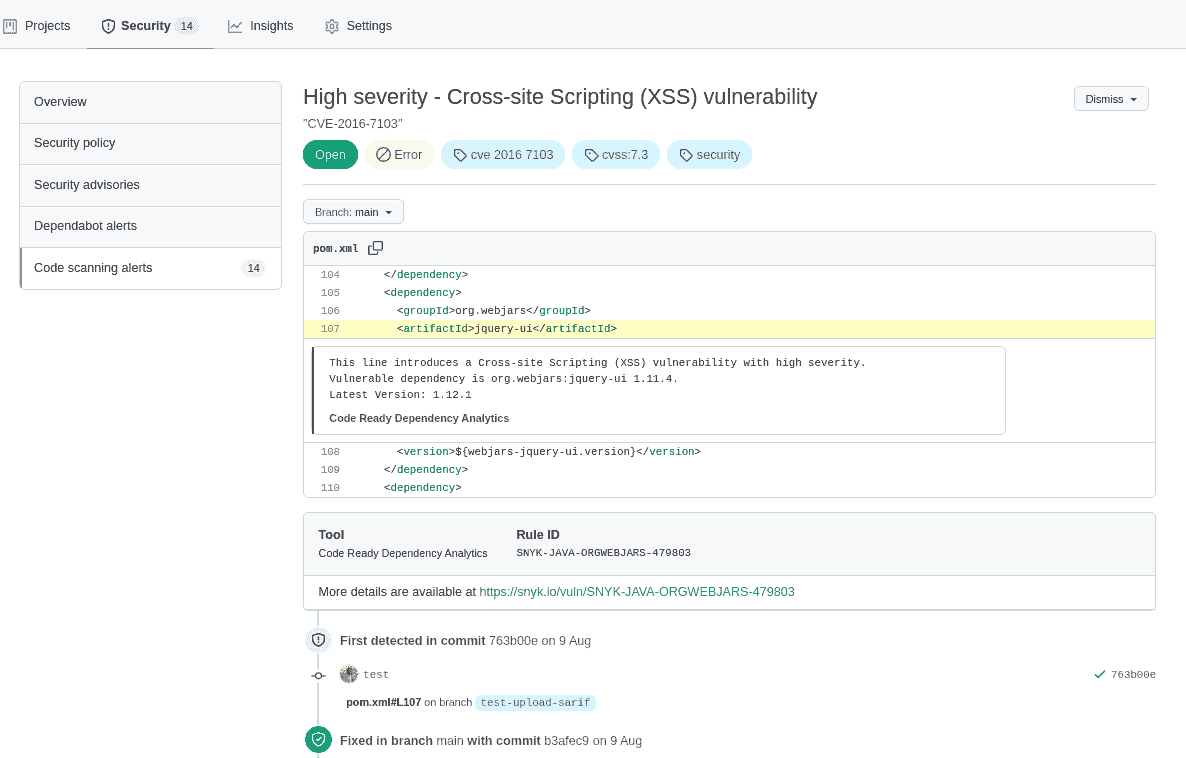 Projects Security 14 Insights Settings
Overview
Security policy
Security advisories
Dependabot alerts
Code scanning alerts 14
High severity - Cross-site Scripting (XSS) vulnerability
Dismiss
"CVE-2016-7103"
Open Error cve 2016 7103 cvss:7.3 security
Branch: main
pom.xml
104 </dependency>
105 <dependency>
106 <groupId>org.webjars</groupId>
107 <artifactId>jquery-ui</artifactId>
This line introduces a Cross-site Scripting (XSS) vulnerability with high severity.
Vulnerable dependency is org.webjars:jquery-ui 1.11.4.
Latest Version: 1.12.1
Code Ready Dependency Analytics
108 <version>${webjars-jquery-ui.version}</version>
109 </dependency>
110 <dependency>
Tool Rule ID
Code Ready Dependency Analytics SNYK-JAVA-ORGWEBJARS-479803
More details are available at https://snyk.io/vuln/SNYK-JAVA-ORGWEBJARS-479803
First detected in commit 763b00e on 9 Aug
test 763b00e
pom.xml#L107 on branch test-upload-sarif
Fixed in branch main with commit b3afec9 on 9 Aug